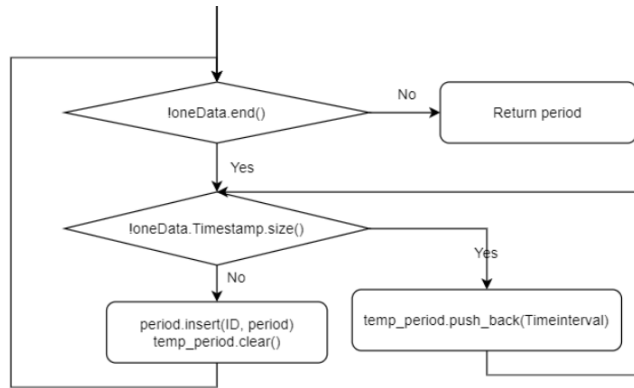 !oneData.end()
No
Return period
Yes
!oneData.Timestamp.size()
Yes
No
period.insert(ID, period)
temp_period.clear()
temp_period.push_back(Timeinterval)